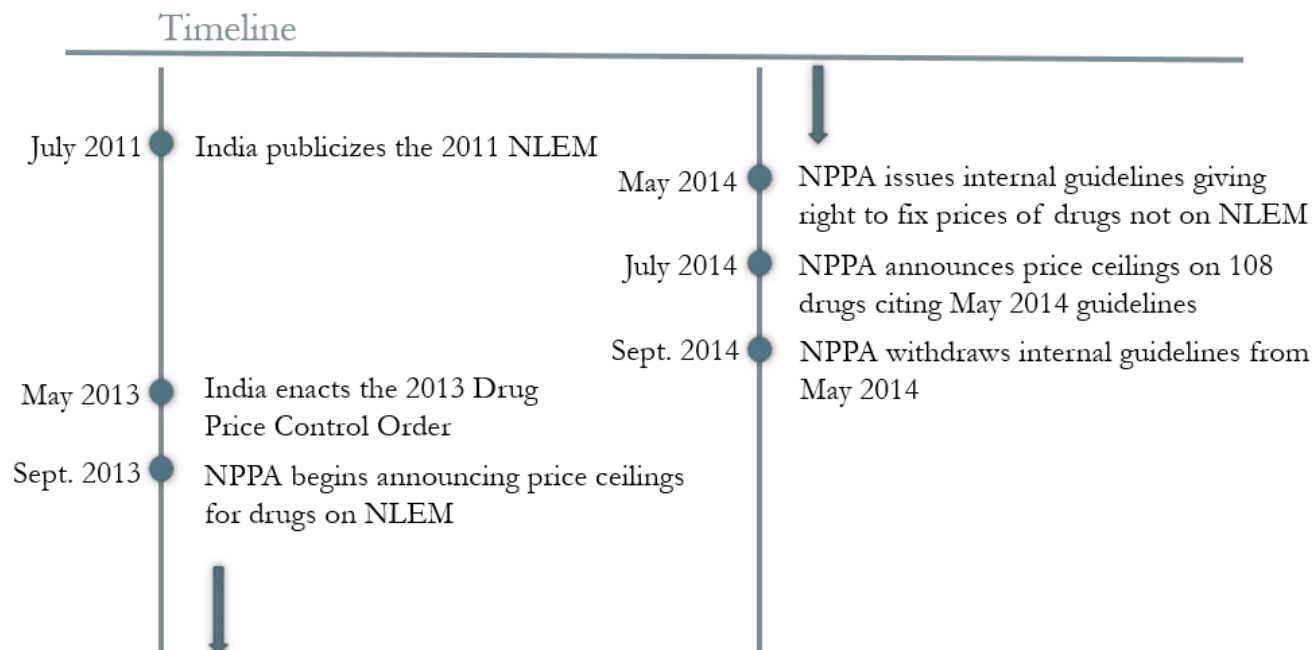 Timeline
July 2011
India publicizes the 2011 NLEM
May 2013
India enacts the 2013 Drug
Price Control Order
Sept. 2013
NPPA begins announcing price ceilings
for drugs on NLEM
May 2014
NPPA issues internal guidelines giving
right to fix prices of drugs not on NLEM
July 2014
NPPA announces price ceilings on 108
drugs citing May 2014 guidelines
Sept. 2014
NPPA withdraws internal guidelines from
May 2014